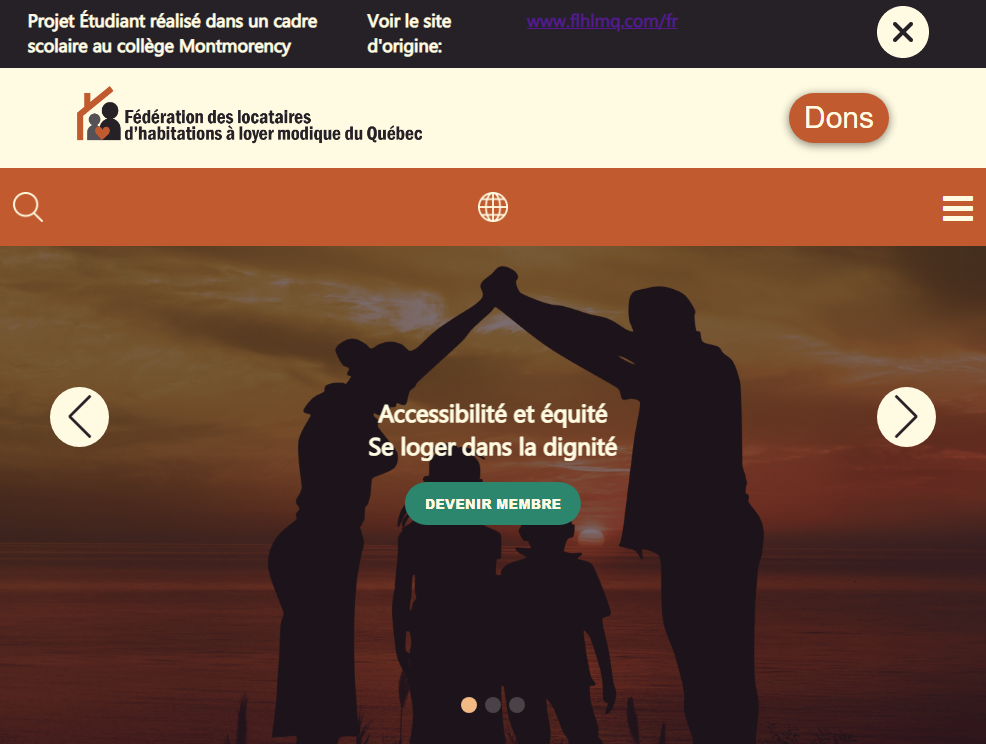 Projet Étudiant réalisé dans un cadre
scolaire au collège Montmorency
Voir le site
d'origine:
www.flhlmq.com/fr
Fédération des locataires
d'habitations à loyer modique du Québec
Dons
Accessibilité et équité
Se loger dans la dignité
DEVENIR MEMBRE